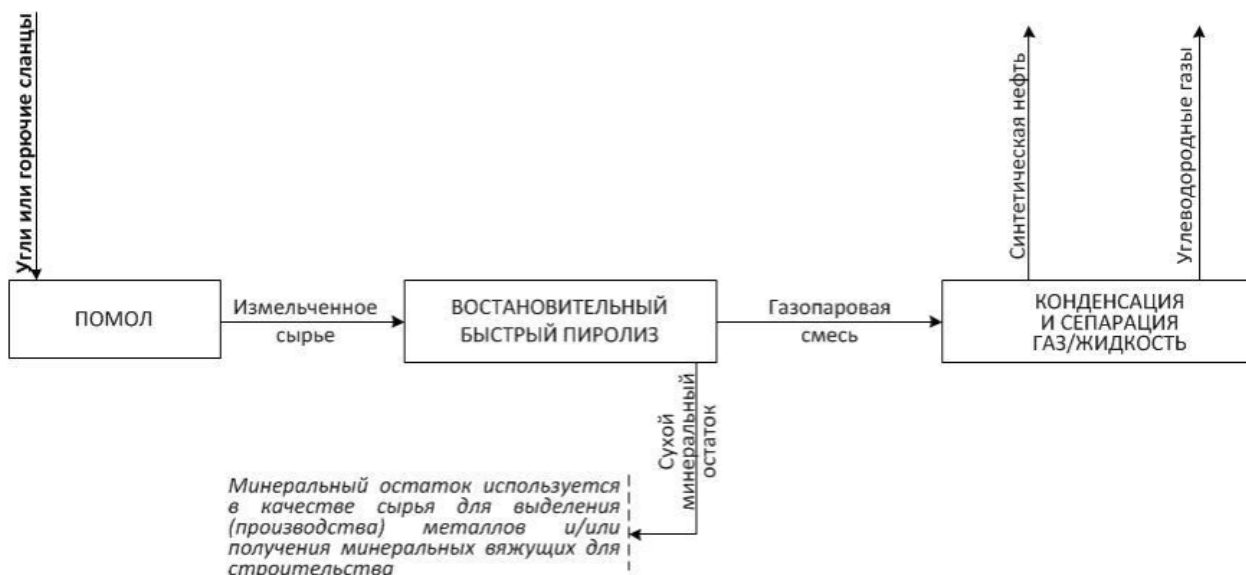 Угли или горючие сланцы
ПОМОЛ
Измельченное
сырье
ВОСТАНОВИТЕЛЬНЫЙ
БЫСТРЫЙ ПИРОЛИЗ
Газопаровая
смесь
КОНДЕНСАЦИЯ
И СЕПАРАЦИЯ
ГАЗ/ЖИДКОСТЬ
Синтетическая нефть
Углеводородные газы
Сухой
минеральный
остаток
Минеральный остаток используется
в качестве сырья для выделения
(производства) металлов и/или
получения минеральных вяжущих для
строительства